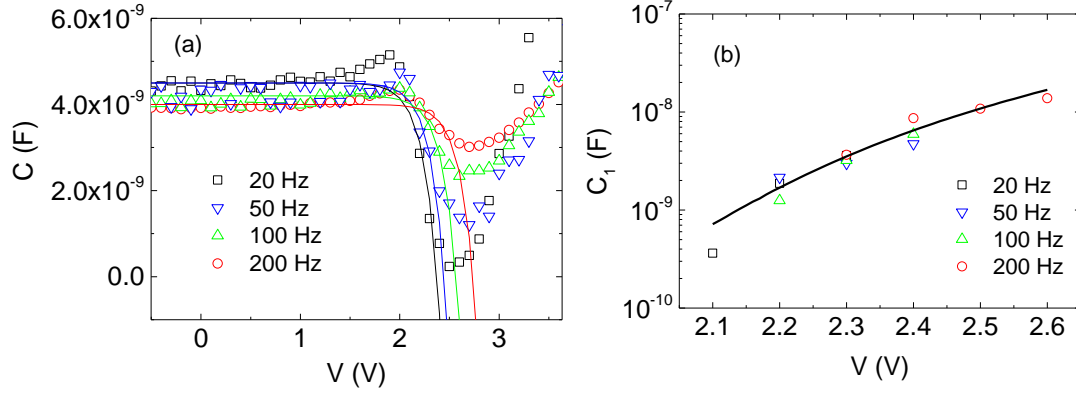 (a)
6.0x10⁻⁹
4.0x10⁻⁹
2.0x10⁻⁹
0.0
C (F)
20 Hz
50 Hz
100 Hz
200 Hz
0 1 2 3
V (V)
(b)
10⁻⁷
10⁻⁸
10⁻⁹
10⁻¹⁰
C₁ (F)
20 Hz
50 Hz
100 Hz
200 Hz
2.1 2.2 2.3 2.4 2.5 2.6
V (V)